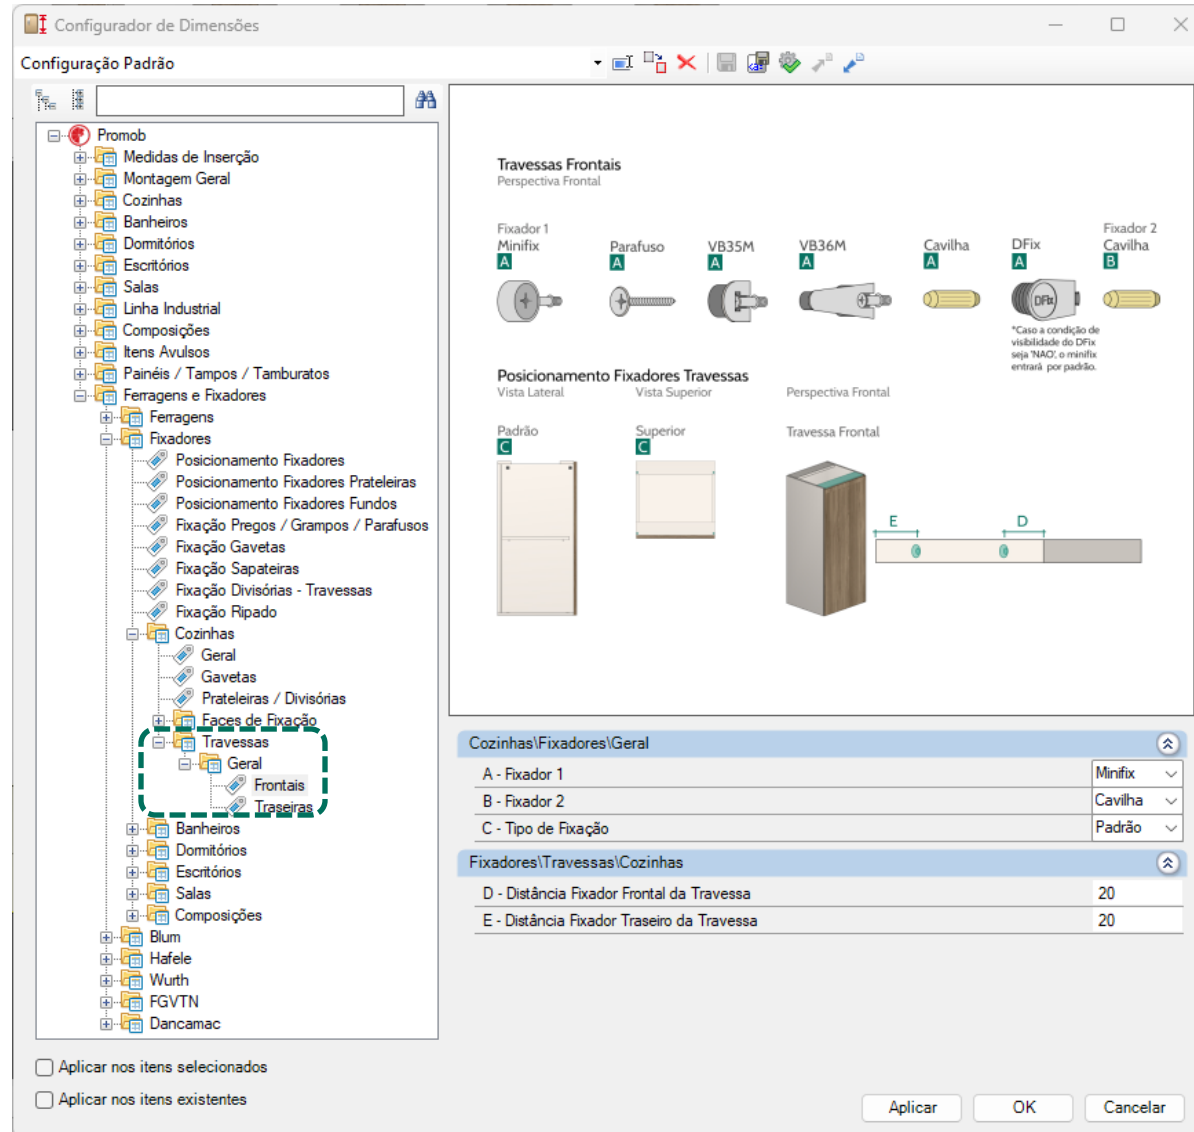 Configurador de Dimensões
Configuração Padrão
Promob
Medidas de Inserção
Montagem Geral
Cozinhas
Banheiros
Dormitórios
Escritórios
Salas
Linha Industrial
Composições
Itens Avulsos
Painéis / Tampos / Tamburatos
Ferragens e Fixadores
Ferragens
Fixadores
Posicionamento Fixadores
Posicionamento Fixadores Prateleiras
Posicionamento Fixadores Fundos
Fixação Pregos / Grampos / Parafusos
Fixação Gavetas
Fixação Sapateiras
Fixação Divisórias - Travessas
Fixação Ripado
Cozinhas
Geral
Gavetas
Prateleiras / Divisórias
Faces de Fixação
Travessas
Geral
Frontais
Traseiras
Banheiros
Dormitórios
Escritórios
Salas
Composições
Blum
Hafele
Wurth
FGVTN
Dancamac
Aplicar nos itens selecionados
Aplicar nos itens existentes
Travessas Frontais
Perspectiva Frontal
Fixador 1
Minifix
A
Parafuso
A
VB35M
A
VB36M
A
Cavilha
A
DFix
A
Fixador 2
Cavilha
B
DFix
*Caso a condição de
visibilidade do DFix
seja 'NAO', o minifix
entrará por padrão.
Posicionamento Fixadores Travessas
Vista Lateral
Vista Superior
Perspectiva Frontal
Padrão
C
Superior
C
Travessa Frontal
E
D
Cozinhas\Fixadores\Geral
A - Fixador 1 Minifix
B - Fixador 2 Cavilha
C - Tipo de Fixação Padrão
Fixadores\Travessas\Cozinhas
D - Distância Fixador Frontal da Travessa 20
E - Distância Fixador Traseiro da Travessa 20
Aplicar
OK
Cancelar